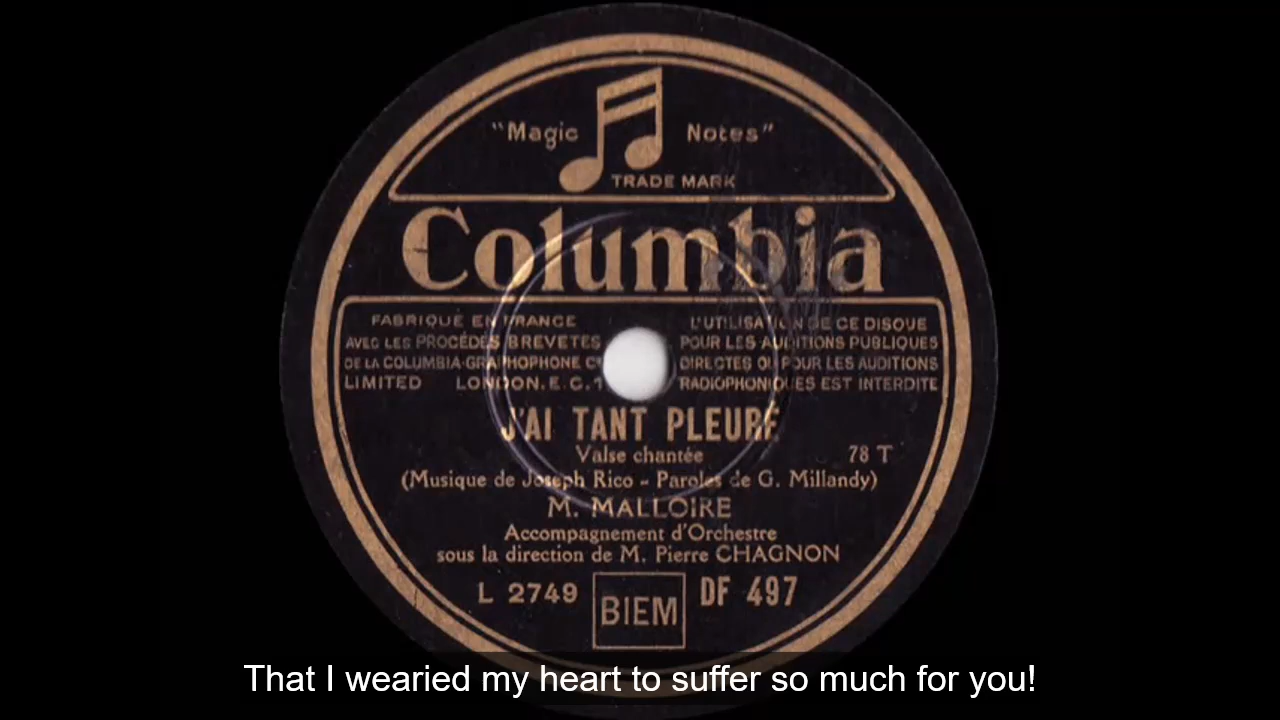 "Magic Notes"
TRADE MARK
Columbia
FABRIQUÉ EN FRANCE
AVEC LES PROCÉDÉS BREVETES
DE LA COLUMBIA-GRAPHOPHONE Co
LIMITED LONDON.E.C.1
L'UTILISATION DE CE DISQUE
POUR LES AUDITIONS PUBLIQUES
DIRECTES OU POUR LES AUDITIONS
RADIOPHONIQUES EST INTERDITE
J'AI TANT PLEURÉ
Valse chantée
78 T
(Musique de Joseph Rico - Paroles de G. Millandy)
M. MALLOIRE
Accompagnement d'Orchestre
sous la direction de M. Pierre CHAGNON
L 2749 BIEM DF 497
That I wearied my heart to suffer so much for you!